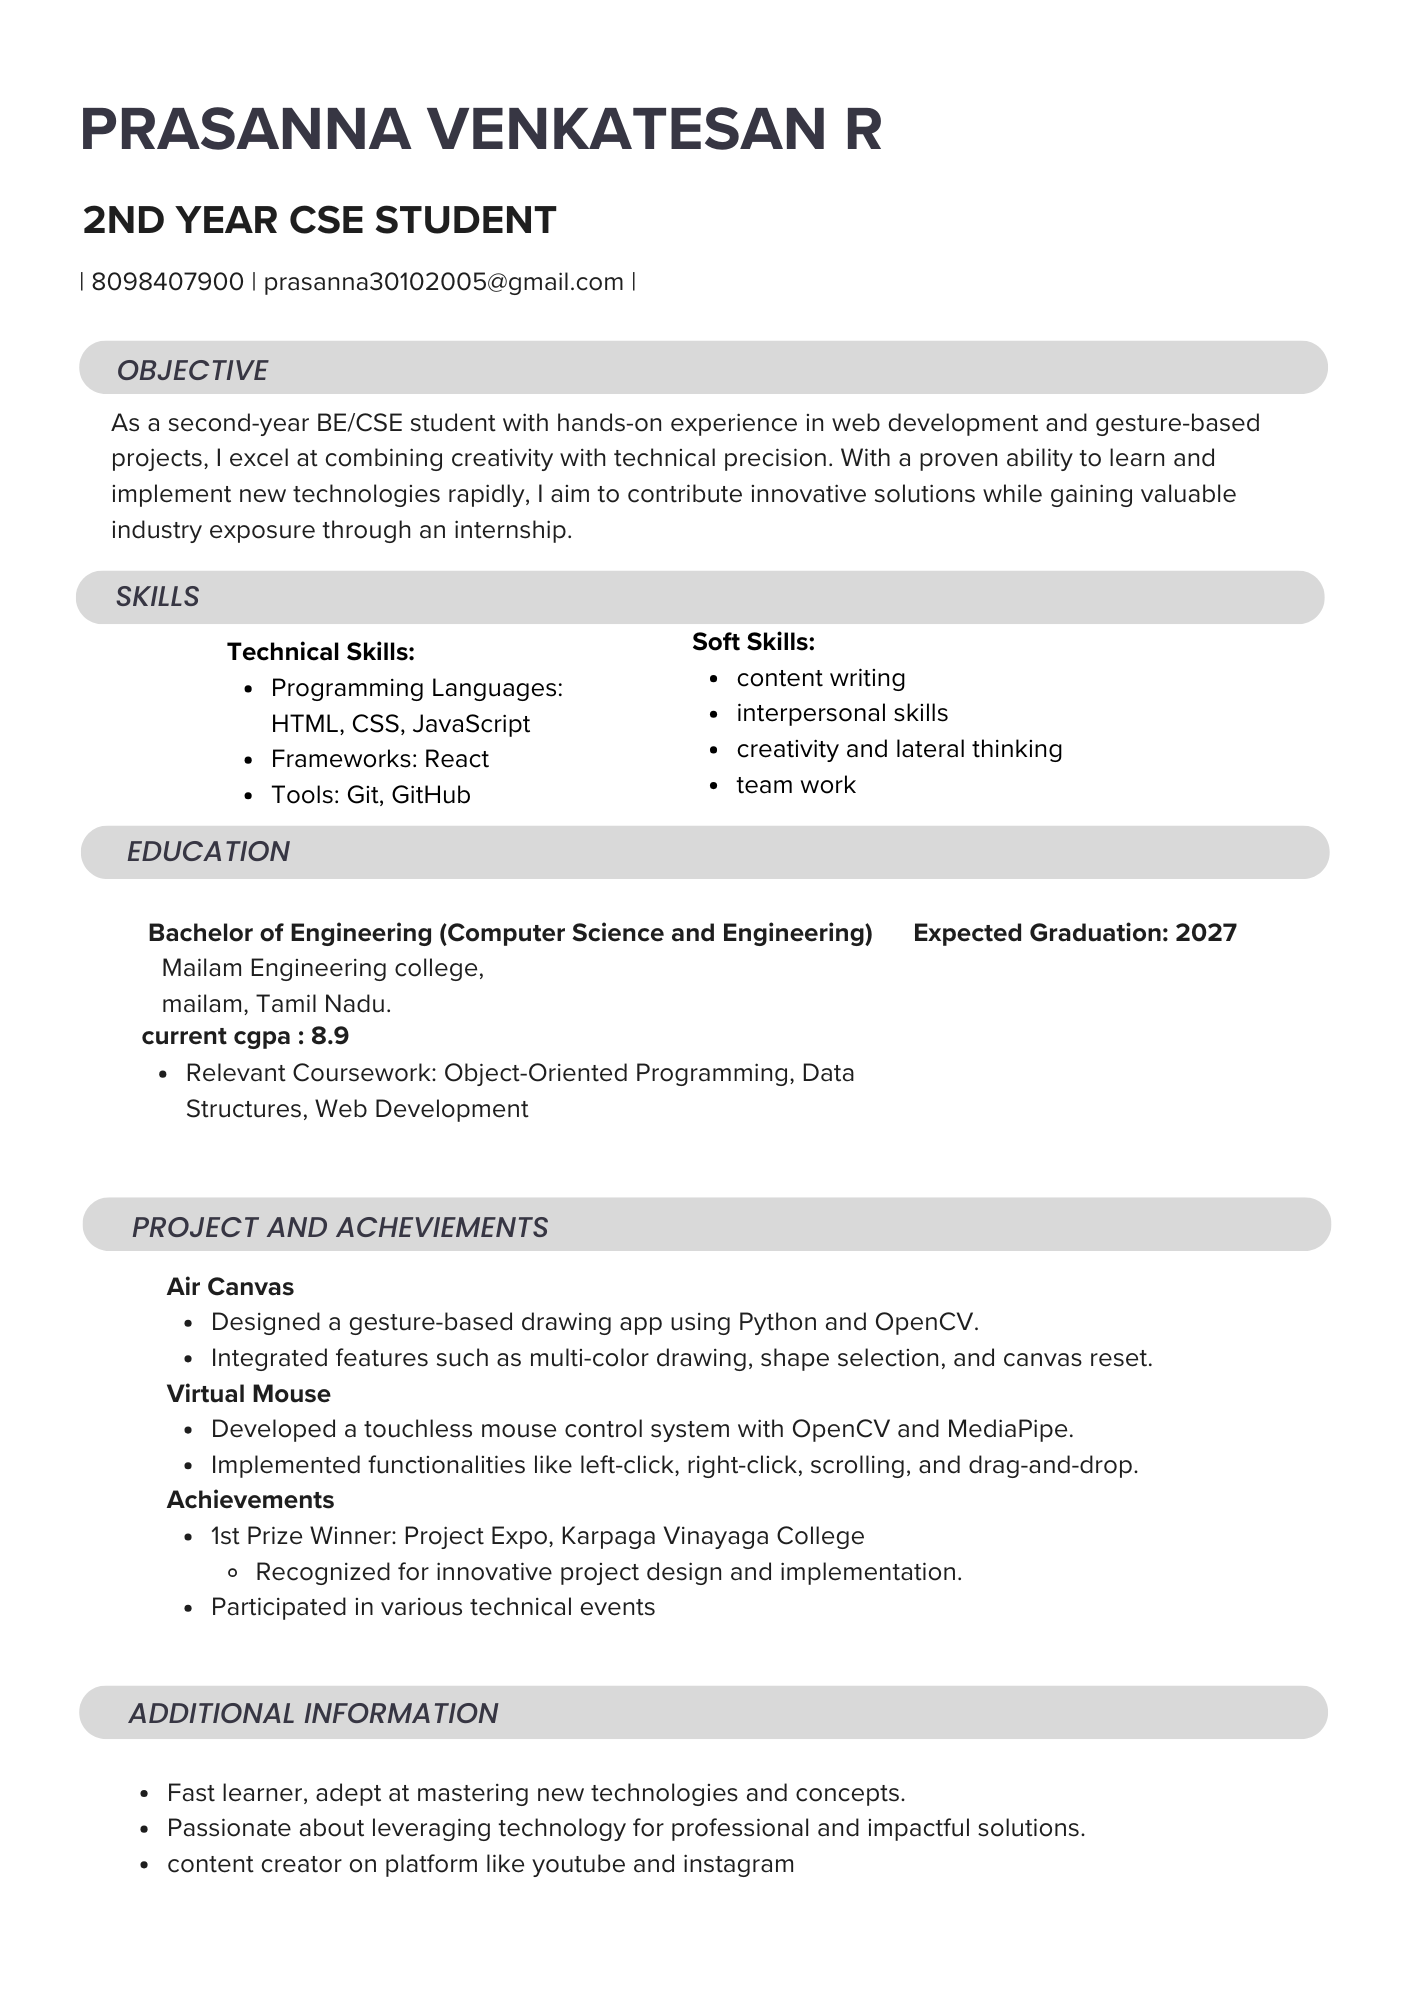 PRASANNA VENKATESAN R
2ND YEAR CSE STUDENT
| 8098407900 | prasanna30102005@gmail.com |
OBJECTIVE
As a second-year BE/CSE student with hands-on experience in web development and gesture-based
projects, I excel at combining creativity with technical precision. With a proven ability to learn and
implement new technologies rapidly, I aim to contribute innovative solutions while gaining valuable
industry exposure through an internship.
SKILLS
Technical Skills:
• Programming Languages:
HTML, CSS, JavaScript
• Frameworks: React
• Tools: Git, GitHub
Soft Skills:
• content writing
• interpersonal skills
• creativity and lateral thinking
• team work
EDUCATION
Bachelor of Engineering (Computer Science and Engineering) Expected Graduation: 2027
Mailam Engineering college,
mailam, Tamil Nadu.
current cgpa : 8.9
• Relevant Coursework: Object-Oriented Programming, Data
Structures, Web Development
PROJECT AND ACHEVIEMENTS
Air Canvas
• Designed a gesture-based drawing app using Python and OpenCV.
• Integrated features such as multi-color drawing, shape selection, and canvas reset.
Virtual Mouse
• Developed a touchless mouse control system with OpenCV and MediaPipe.
• Implemented functionalities like left-click, right-click, scrolling, and drag-and-drop.
Achievements
• 1st Prize Winner: Project Expo, Karpaga Vinayaga College
◦ Recognized for innovative project design and implementation.
• Participated in various technical events
ADDITIONAL INFORMATION
• Fast learner, adept at mastering new technologies and concepts.
• Passionate about leveraging technology for professional and impactful solutions.
• content creator on platform like youtube and instagram